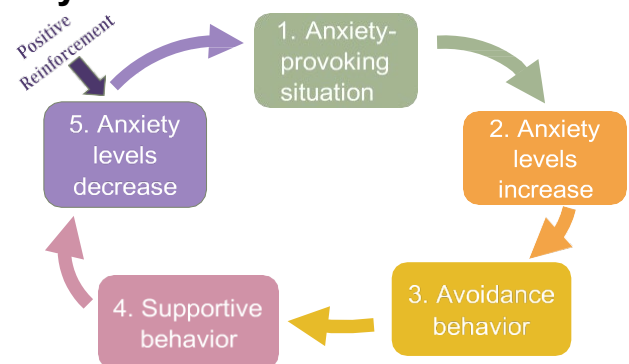 Positive
Reinforcement
1. Anxiety-
provoking
situation
2. Anxiety
levels
increase
3. Avoidance
behavior
4. Supportive
behavior
5. Anxiety
levels
decrease